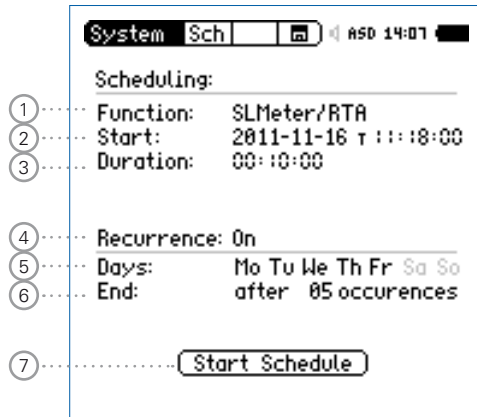 System Sch ASD 14:07
Scheduling:
1 Function: SLMeter/RTA
2 Start: 2011-11-16 T 11:18:00
3 Duration: 00:10:00
4 Recurrence: On
5 Days: Mo Tu We Th Fr Sa So
6 End: after 05 occurences
7 Start Schedule